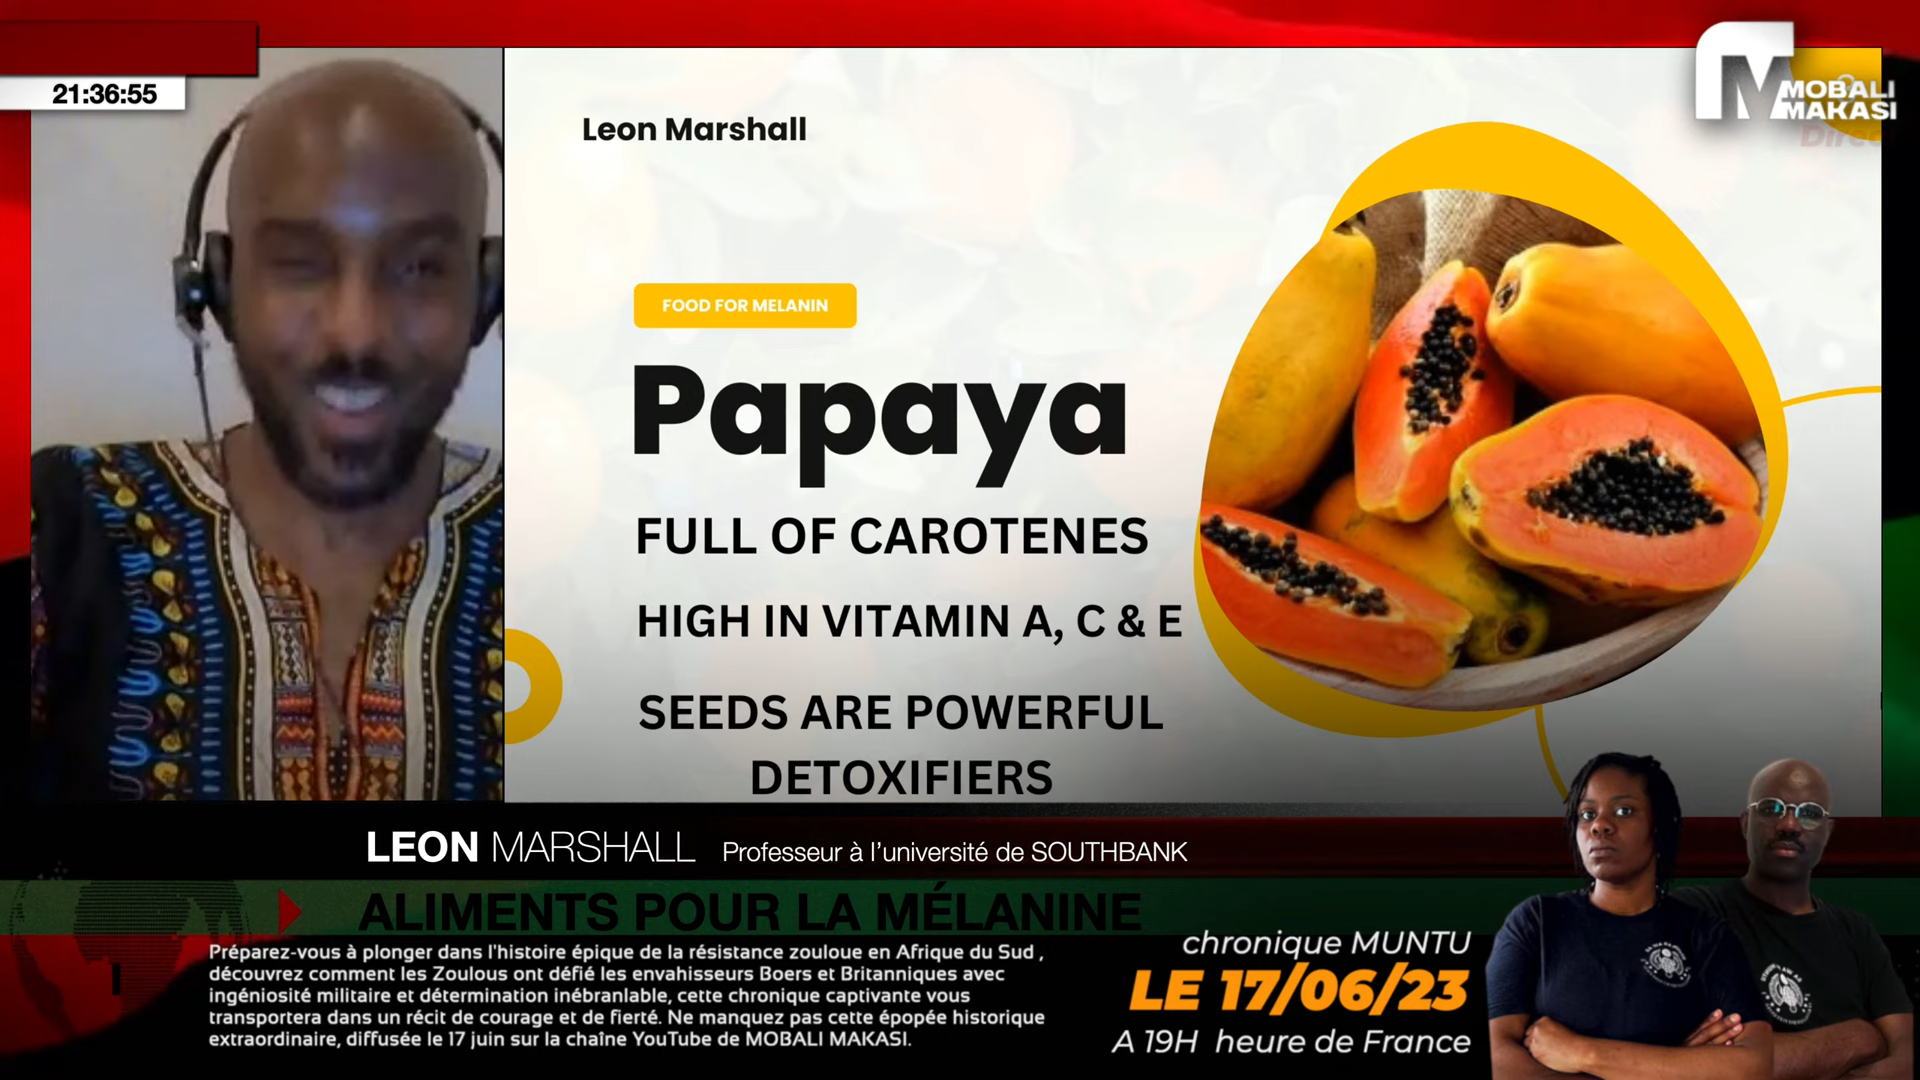 21:36:55
MOBALI
MAKASI
Direct
Leon Marshall
FOOD FOR MELANIN
Papaya
FULL OF CAROTENES
HIGH IN VITAMIN A, C & E
SEEDS ARE POWERFUL
DETOXIFIERS
LEON MARSHALL Professeur à l'université de SOUTHBANK
ALIMENTS POUR LA MÉLANINE
Préparez-vous à plonger dans l'histoire épique de la résistance zouloue en Afrique du Sud ,
découvrez comment les Zoulous ont défié les envahisseurs Boers et Britanniques avec
ingéniosité militaire et détermination inébranlable, cette chronique captivante vous
transportera dans un récit de courage et de fierté. Ne manquez pas cette épopée historique
extraordinaire, diffusée le 17 juin sur la chaîne YouTube de MOBALI MAKASI.
chronique MUNTU
LE 17/06/23
A 19H heure de France